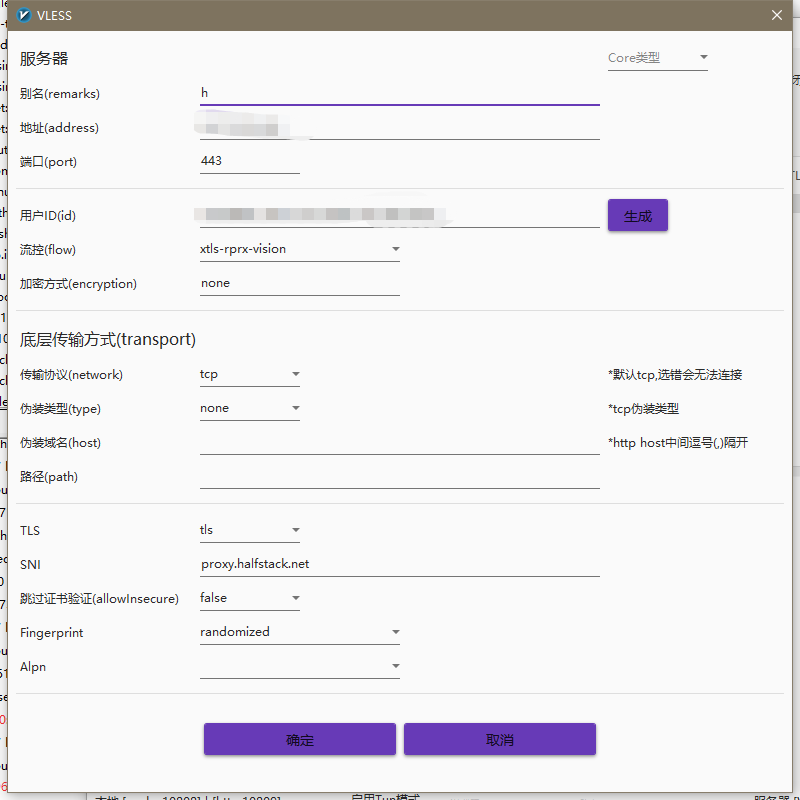 VLESS
服务器
Core类型
别名(remarks)
h
地址(address)
端口(port)
443
用户ID(id)
生成
流控(flow)
xtls-rprx-vision
加密方式(encryption)
none
底层传输方式(transport)
传输协议(network)
tcp
*默认tcp,选错会无法连接
伪装类型(type)
none
*tcp伪装类型
伪装域名(host)
*http host中间逗号(,)隔开
路径(path)
TLS
tls
SNI
proxy.halfstack.net
跳过证书验证(allowInsecure)
false
Fingerprint
randomized
Alpn
确定
取消